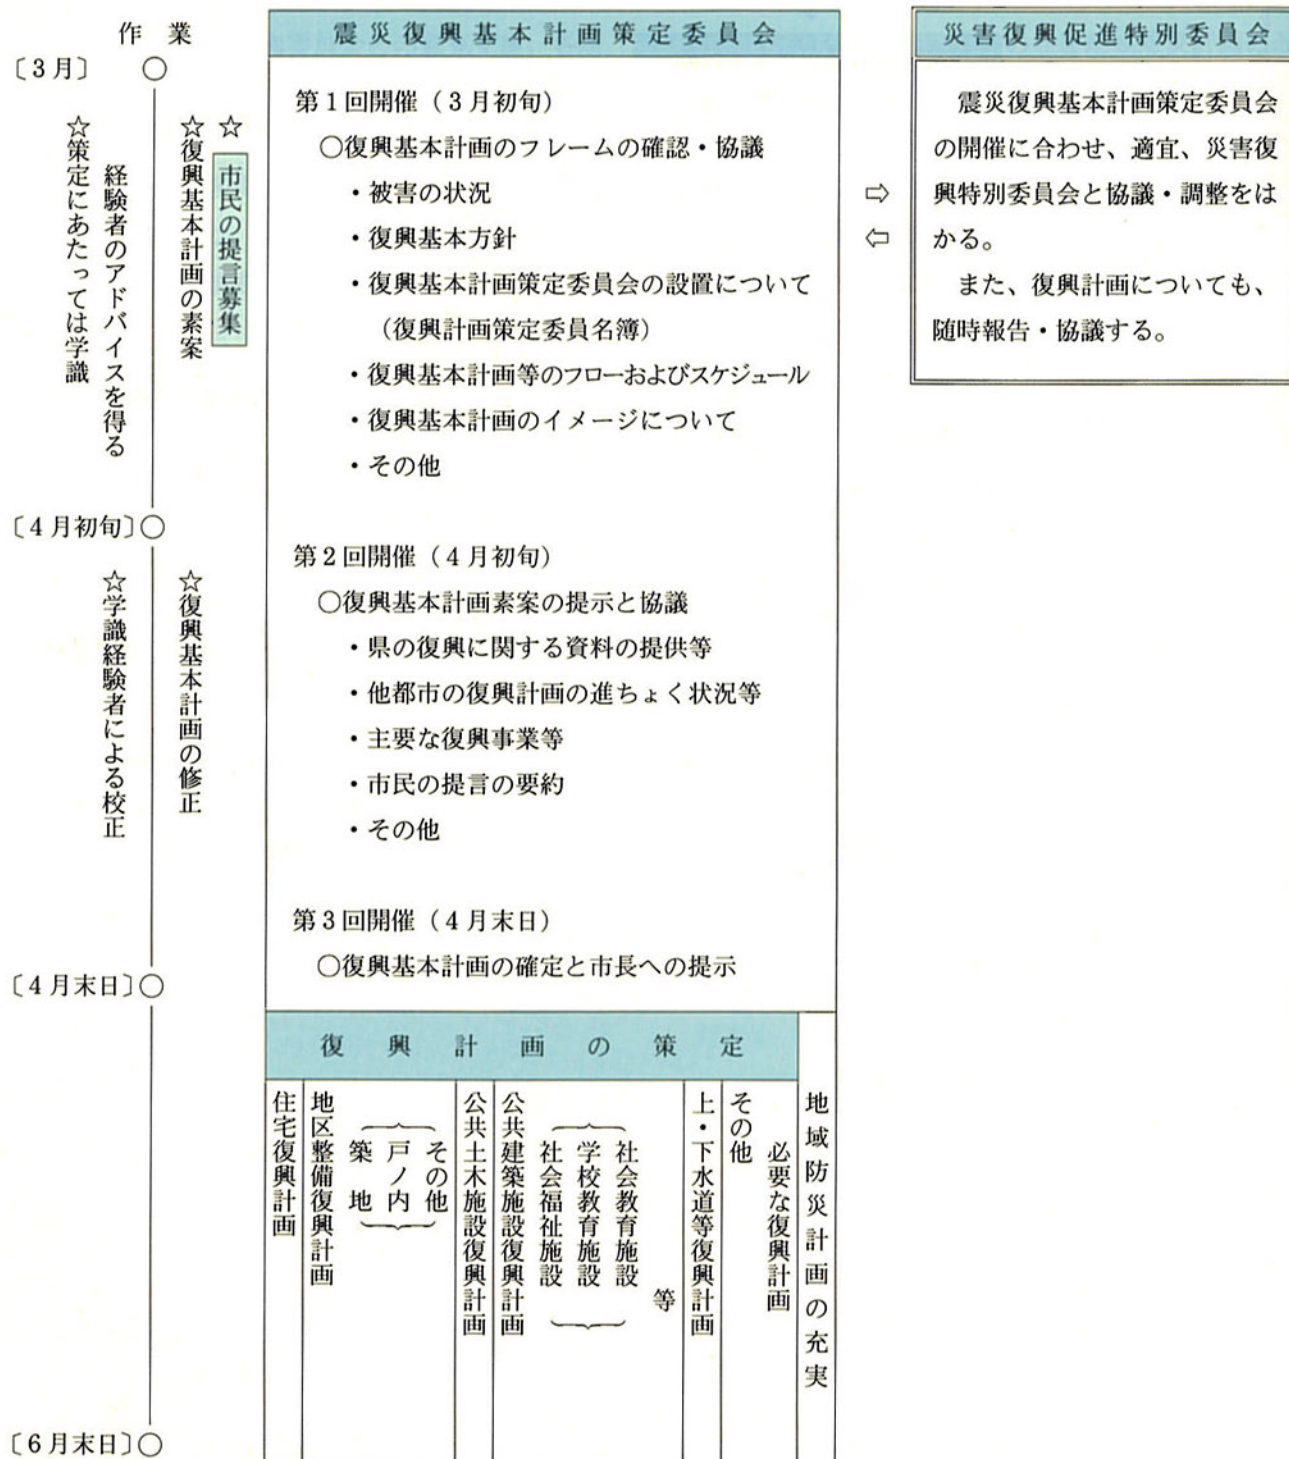 作業
〔3月〕
☆市民の提言募集
☆復興基本計画の素案
☆策定にあたっては学識
経験者のアドバイスを得る
〔4月初旬〕
☆復興基本計画の修正
☆学識経験者による校正
〔4月末日〕
〔6月末日〕
震災復興基本計画策定委員会
第1回開催（3月初旬）
○復興基本計画のフレームの確認・協議
・被害の状況
・復興基本方針
・復興基本計画策定委員会の設置について
（復興計画策定委員名簿）
・復興基本計画等のフローおよびスケジュール
・復興基本計画のイメージについて
・その他
第2回開催（4月初旬）
○復興基本計画素案の提示と協議
・県の復興に関する資料の提供等
・他都市の復興計画の進ちょく状況等
・主要な復興事業等
・市民の提言の要約
・その他
第3回開催（4月末日）
○復興基本計画の確定と市長への提示
⇨
⇦
災害復興促進特別委員会
震災復興基本計画策定委員会
の開催に合わせ、適宜、災害復
興特別委員会と協議・調整をは
かる。
また、復興計画についても、
随時報告・協議する。
復興計画の策定
地域防災計画の充実
その他
必要な復興計画
上・下水道等復興計画
公共建築施設復興計画
社会福祉施設
学校教育施設
社会教育施設
等
公共土木施設復興計画
地区整備復興計画
築地
戸ノ内
その他
住宅復興計画